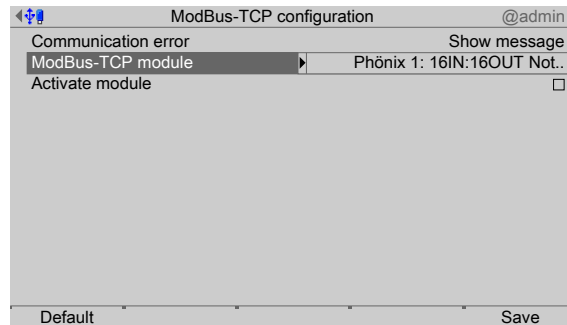 ModBus-TCP configuration @admin
Communication error Show message
ModBus-TCP module Phönix 1: 16IN:16OUT Not..
Activate module
Default Save